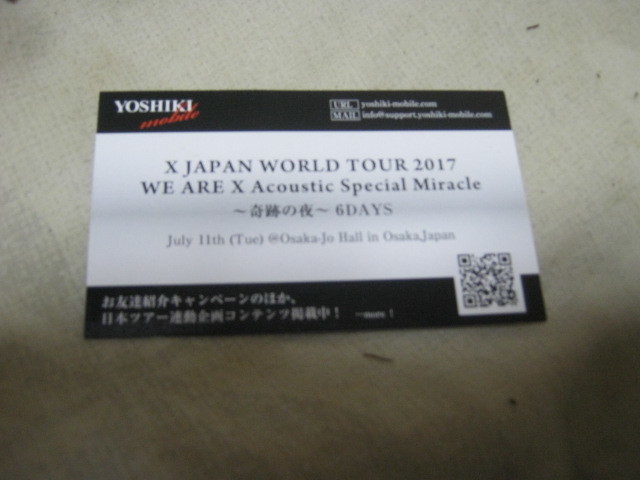 YOSHIKI
mobile
URL yoshiki-mobile.com
MAIL info@support.yoshiki-mobile.com
X JAPAN WORLD TOUR 2017
WE ARE X Acoustic Special Miracle
～奇跡の夜～ 6DAYS
July 11th (Tue) @Osaka-Jo Hall in Osaka,Japan
お友達紹介キャンペーンのほか、
日本ツアー連動企画コンテンツ掲載中！ …more !